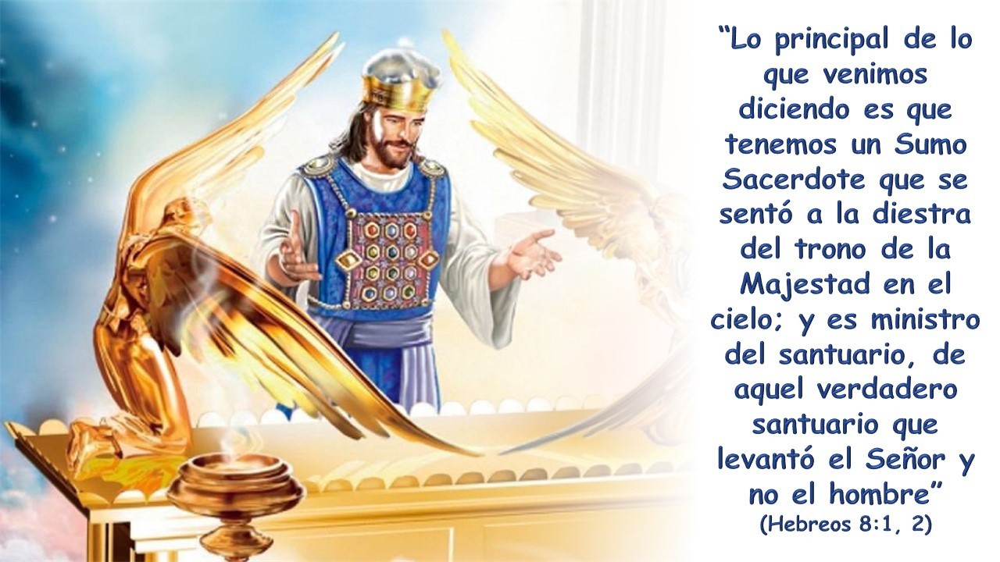 “Lo principal de lo
que venimos
diciendo es que
tenemos un Sumo
Sacerdote que se
sentó a la diestra
del trono de la
Majestad en el
cielo; y es ministro
del santuario, de
aquel verdadero
santuario que
levantó el Señor y
no el hombre”
(Hebreos 8:1, 2)